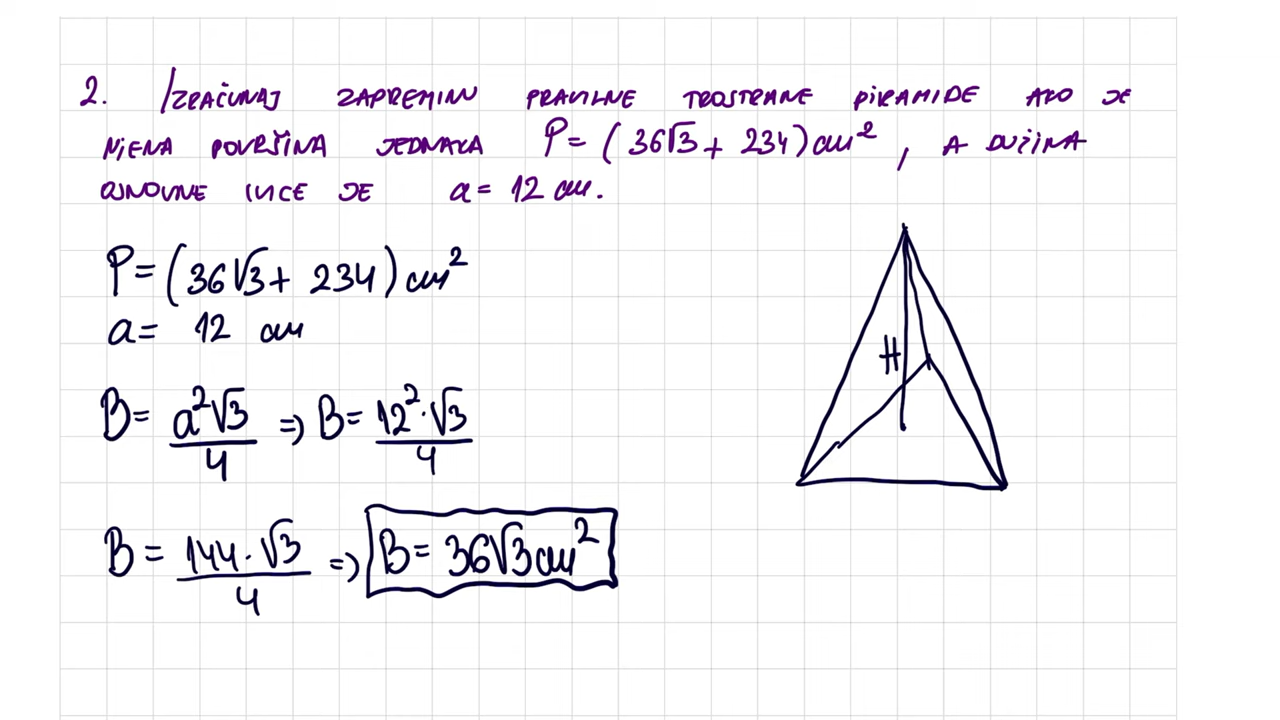 2. IZRAČUNAJ ZAPREMINU PRAVILNE TROSTRANE PIRAMIDE AKO JE
NJENA POVRŠINA JEDNAKA P = (36√3 + 234) cm², A DUŽINA
OSNOVNE IVICE JE a = 12 cm.
P = (36√3 + 234) cm²
a = 12 cm
H
B = a²√3/4 ⇒ B = 12²·√3/4
B = 144·√3/4 ⇒ B = 36√3 cm²